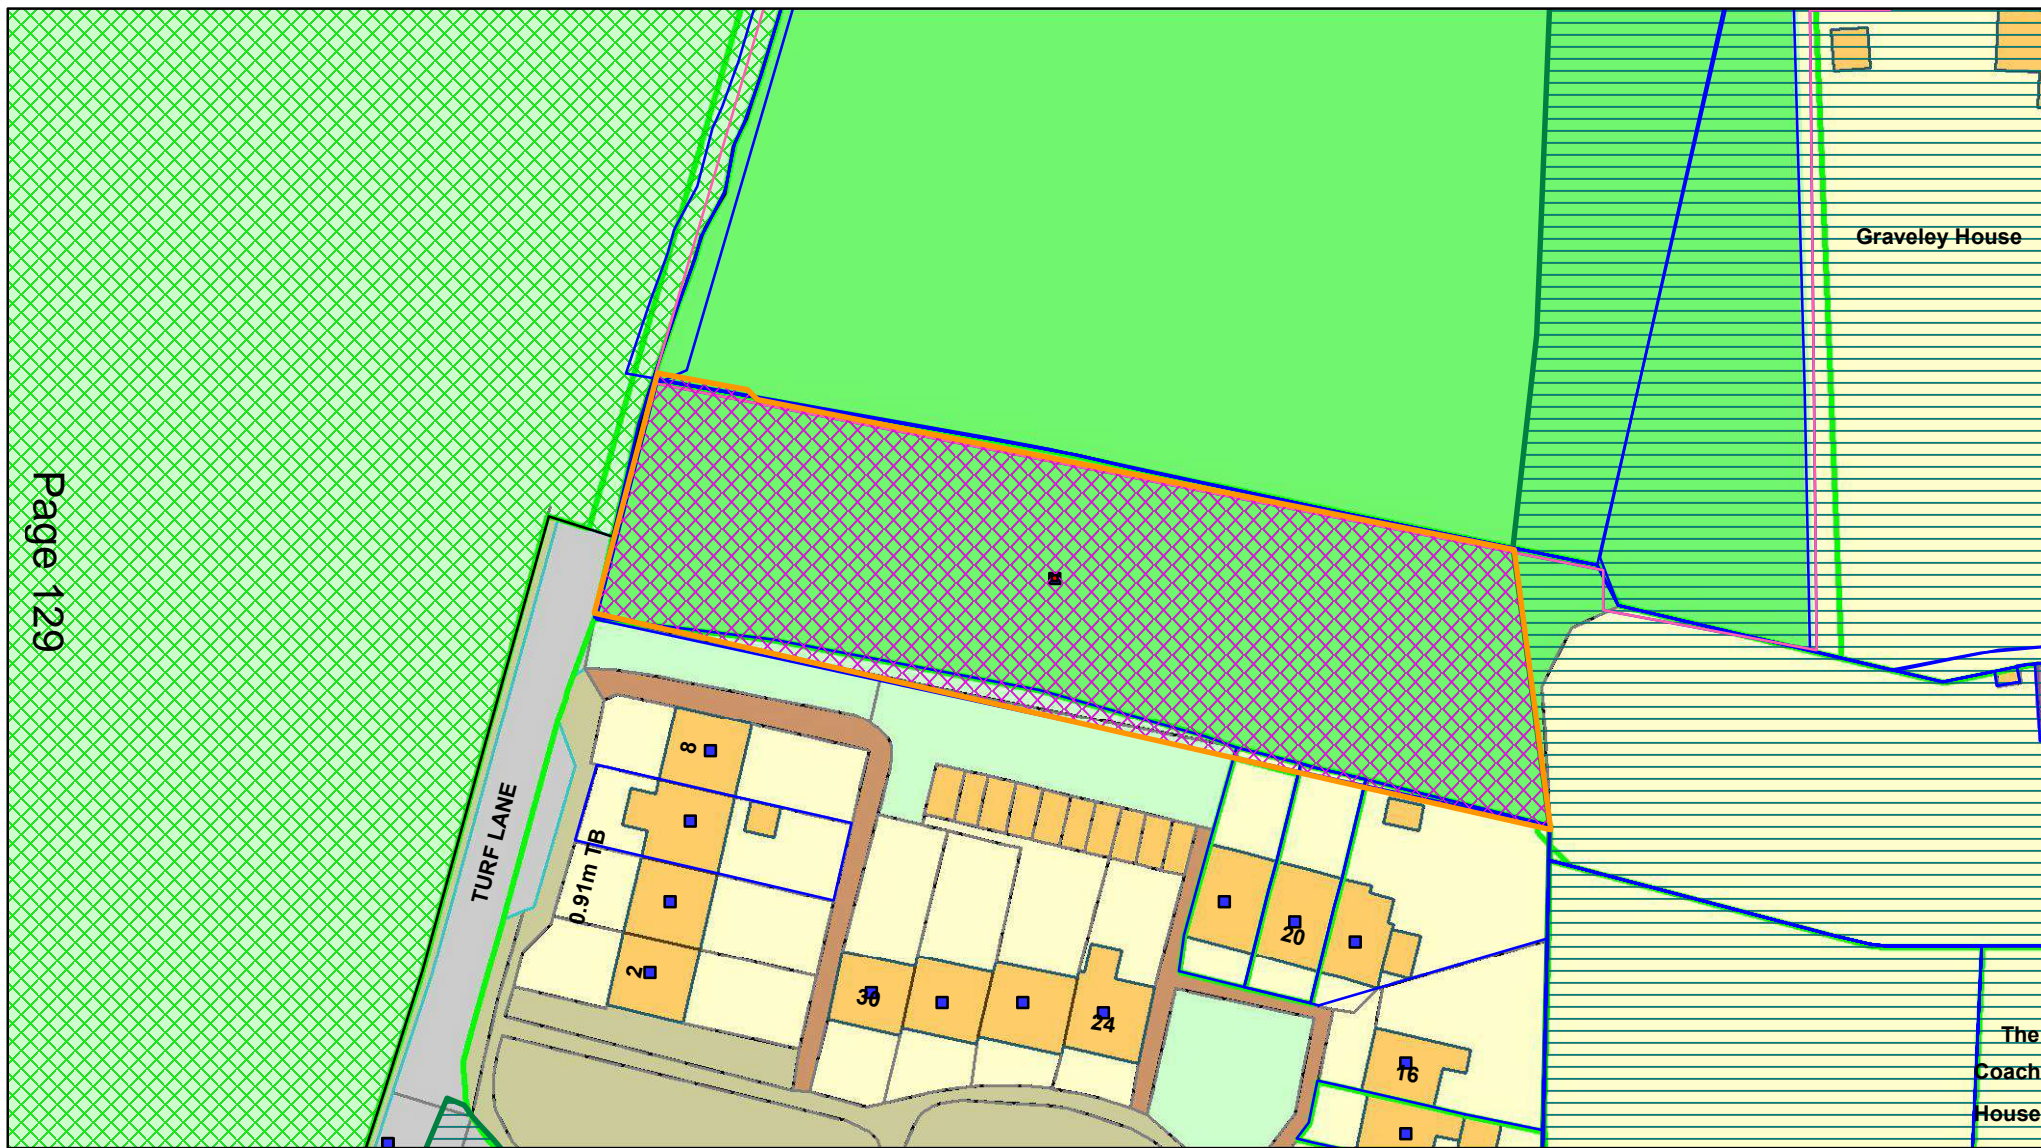 Graveley House
Page 129
TURF LANE
8
0.91m TB
2
30
24
20
16
The
Coach
House